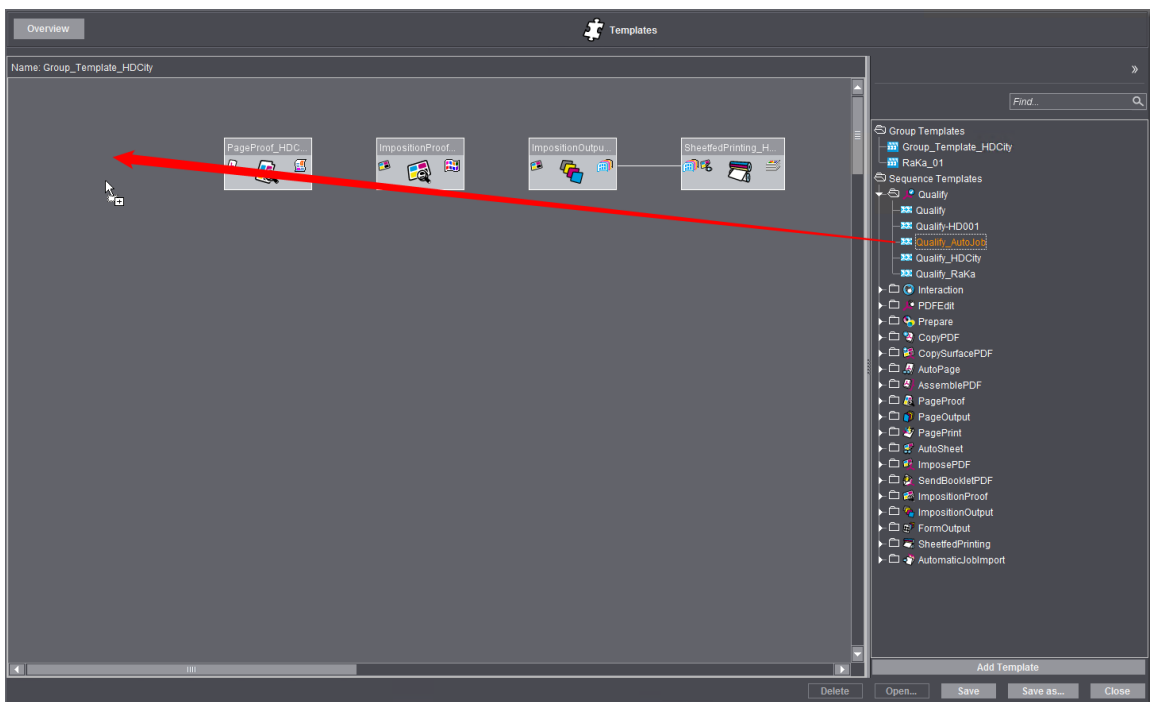 Overview
Templates
Name: Group_Template_HDCity
»
Find...
PageProof_HDC...
ImpositionProof...
ImpositionOutpu...
SheetfedPrinting_H...
Group Templates
Group_Template_HDCity
RaKa_01
Sequence Templates
Qualify
Qualify
Qualify-HD001
Qualify_AutoJob
Qualify_HDCity
Qualify_RaKa
Interaction
PDFEdit
Prepare
CopyPDF
CopySurfacePDF
AutoPage
AssemblePDF
PageProof
PageOutput
PagePrint
AutoSheet
ImposePDF
SendBookletPDF
ImpositionProof
ImpositionOutput
FormOutput
SheetfedPrinting
AutomaticJobImport
Add Template
Delete Open... Save Save as... Close